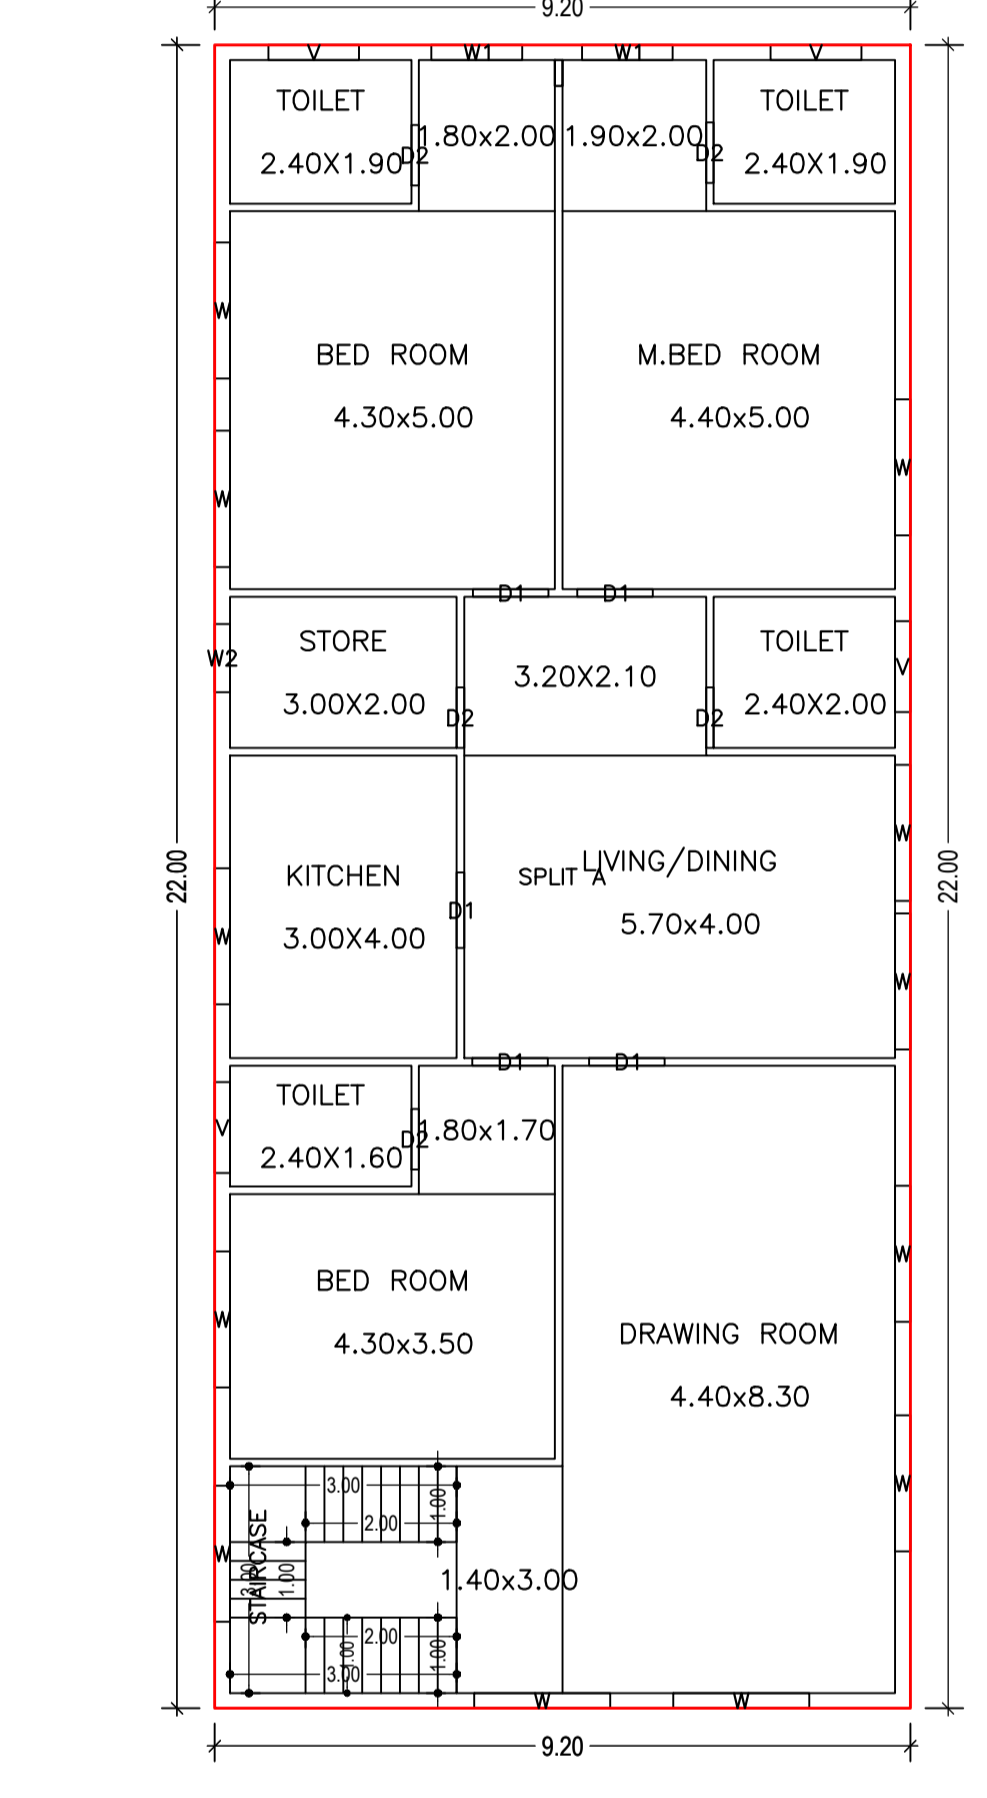 9.20
V W1 W1 V
TOILET TOILET
1.80x2.00 1.90x2.00
D2 D2
2.40X1.90 2.40X1.90
W
BED ROOM M.BED ROOM
4.30x5.00 4.40x5.00
W
W
D1 D1
STORE TOILET
W2 V
3.20X2.10
3.00X2.00 2.40X2.00
D2 D2
W
22.00 22.00
KITCHEN SPLIT A LIVING/DINING
D1
3.00X4.00 5.70x4.00
W
W
D1 D1
TOILET
V 1.80x1.70
D2
2.40X1.60
W
BED ROOM
W
4.30x3.50
DRAWING ROOM
4.40x8.30
3.00 W
1.00
2.00
W
STAIRCASE
3.00
1.00
1.40x3.00
2.00
1.00 1.00
3.00
W W
9.20